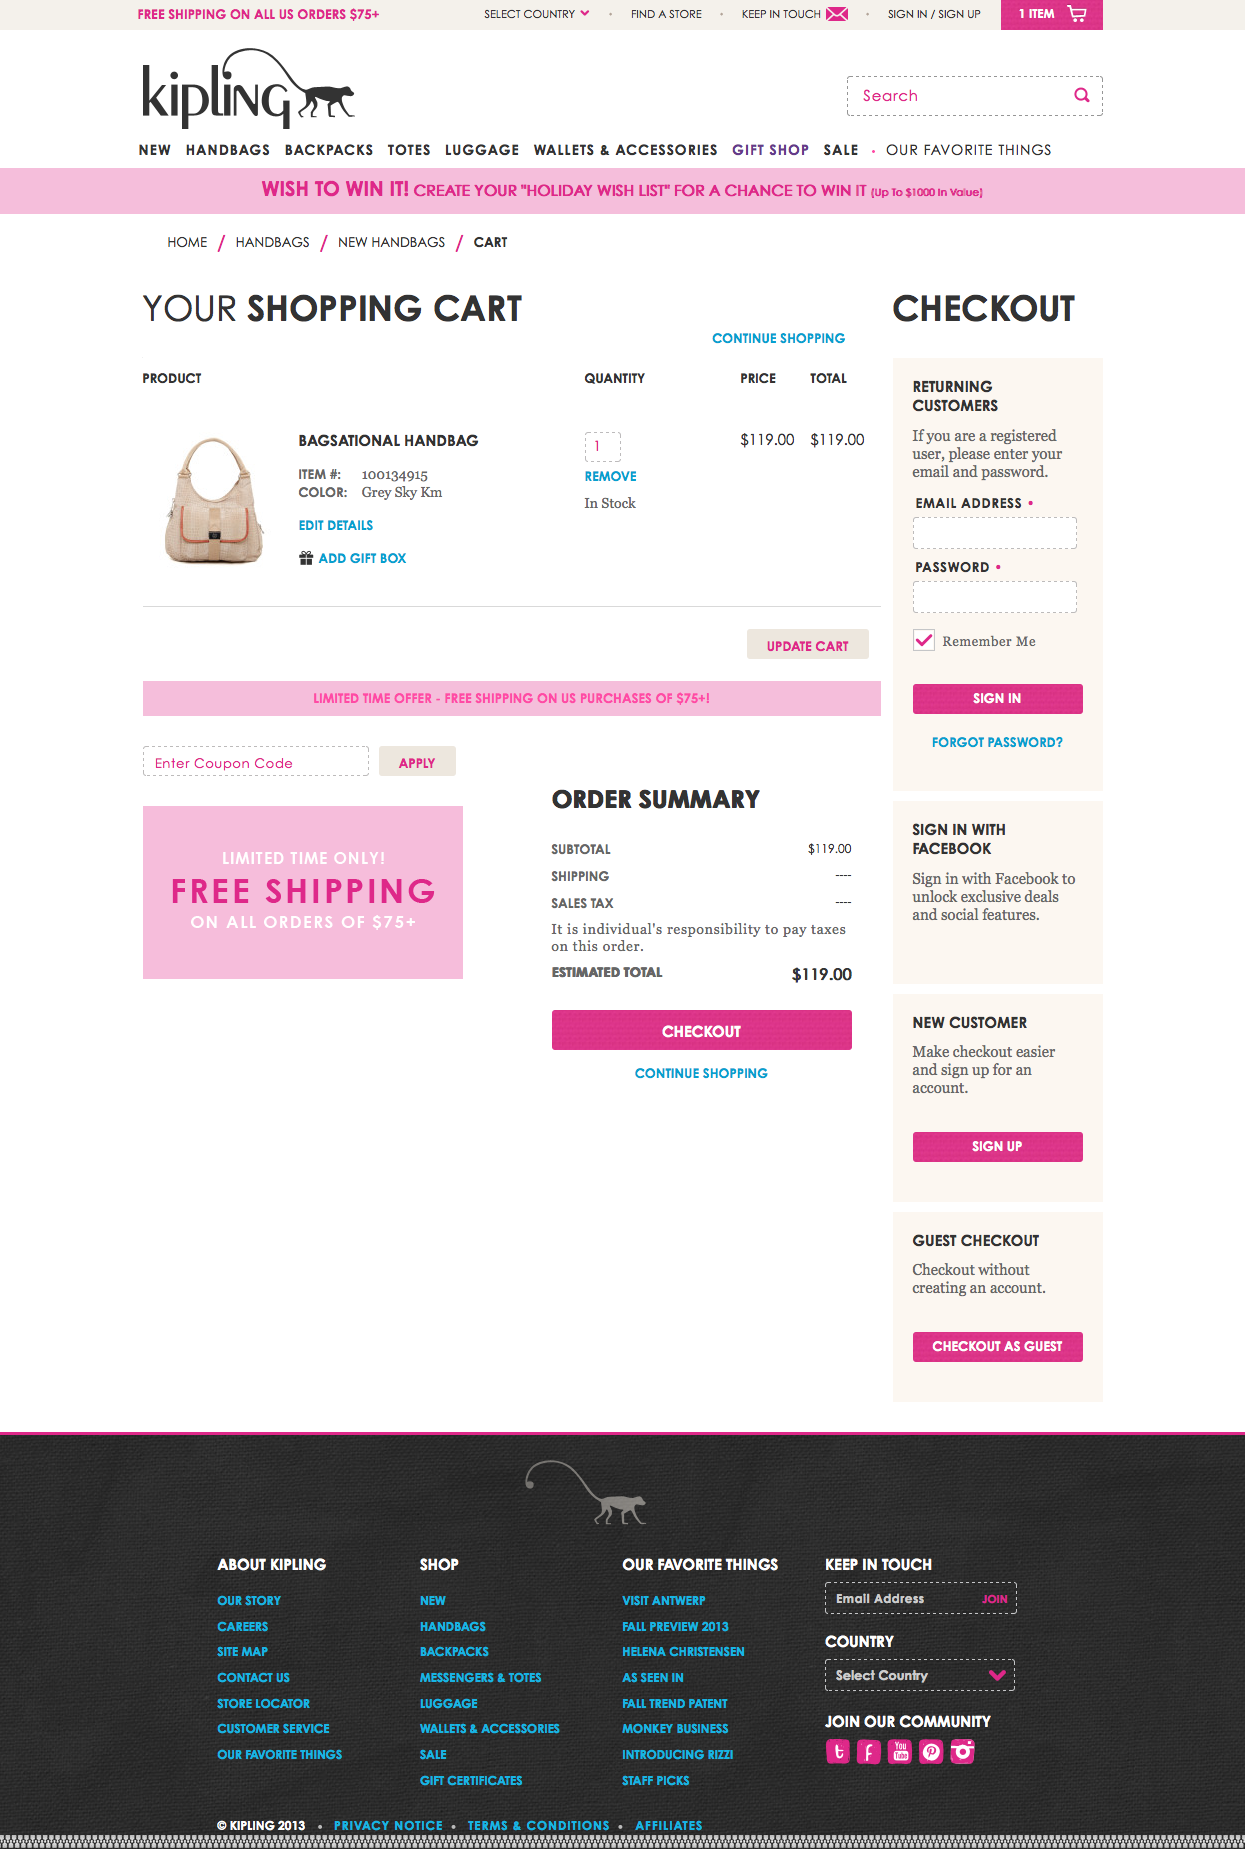 FREE SHIPPING ON ALL US ORDERS $75+
SELECT COUNTRY
FIND A STORE
KEEP IN TOUCH
SIGN IN / SIGN UP
1 ITEM
kipling
Search
NEW HANDBAGS BACKPACKS TOTES LUGGAGE WALLETS & ACCESSORIES GIFT SHOP SALE • OUR FAVORITE THINGS
WISH TO WIN IT! CREATE YOUR "HOLIDAY WISH LIST" FOR A CHANCE TO WIN IT (Up To $1000 In Value)
HOME / HANDBAGS / NEW HANDBAGS / CART
YOUR SHOPPING CART
CONTINUE SHOPPING
PRODUCT QUANTITY PRICE TOTAL
BAGSATIONAL HANDBAG
ITEM #: 100134915
COLOR: Grey Sky Km
EDIT DETAILS
ADD GIFT BOX
1
REMOVE
In Stock
$119.00 $119.00
UPDATE CART
LIMITED TIME OFFER - FREE SHIPPING ON US PURCHASES OF $75+!
Enter Coupon Code
APPLY
LIMITED TIME ONLY!
FREE SHIPPING
ON ALL ORDERS OF $75+
ORDER SUMMARY
SUBTOTAL $119.00
SHIPPING ----
SALES TAX ----
It is individual's responsibility to pay taxes
on this order.
ESTIMATED TOTAL $119.00
CHECKOUT
CONTINUE SHOPPING
CHECKOUT
RETURNING
CUSTOMERS
If you are a registered
user, please enter your
email and password.
EMAIL ADDRESS •
PASSWORD •
Remember Me
SIGN IN
FORGOT PASSWORD?
SIGN IN WITH
FACEBOOK
Sign in with Facebook to
unlock exclusive deals
and social features.
NEW CUSTOMER
Make checkout easier
and sign up for an
account.
SIGN UP
GUEST CHECKOUT
Checkout without
creating an account.
CHECKOUT AS GUEST
ABOUT KIPLING
OUR STORY
CAREERS
SITE MAP
CONTACT US
STORE LOCATOR
CUSTOMER SERVICE
OUR FAVORITE THINGS
SHOP
NEW
HANDBAGS
BACKPACKS
MESSENGERS & TOTES
LUGGAGE
WALLETS & ACCESSORIES
SALE
GIFT CERTIFICATES
OUR FAVORITE THINGS
VISIT ANTWERP
FALL PREVIEW 2013
HELENA CHRISTENSEN
AS SEEN IN
FALL TREND PATENT
MONKEY BUSINESS
INTRODUCING RIZZI
STAFF PICKS
KEEP IN TOUCH
Email Address JOIN
COUNTRY
Select Country
JOIN OUR COMMUNITY
You
Tube
© KIPLING 2013 • PRIVACY NOTICE • TERMS & CONDITIONS • AFFILIATES